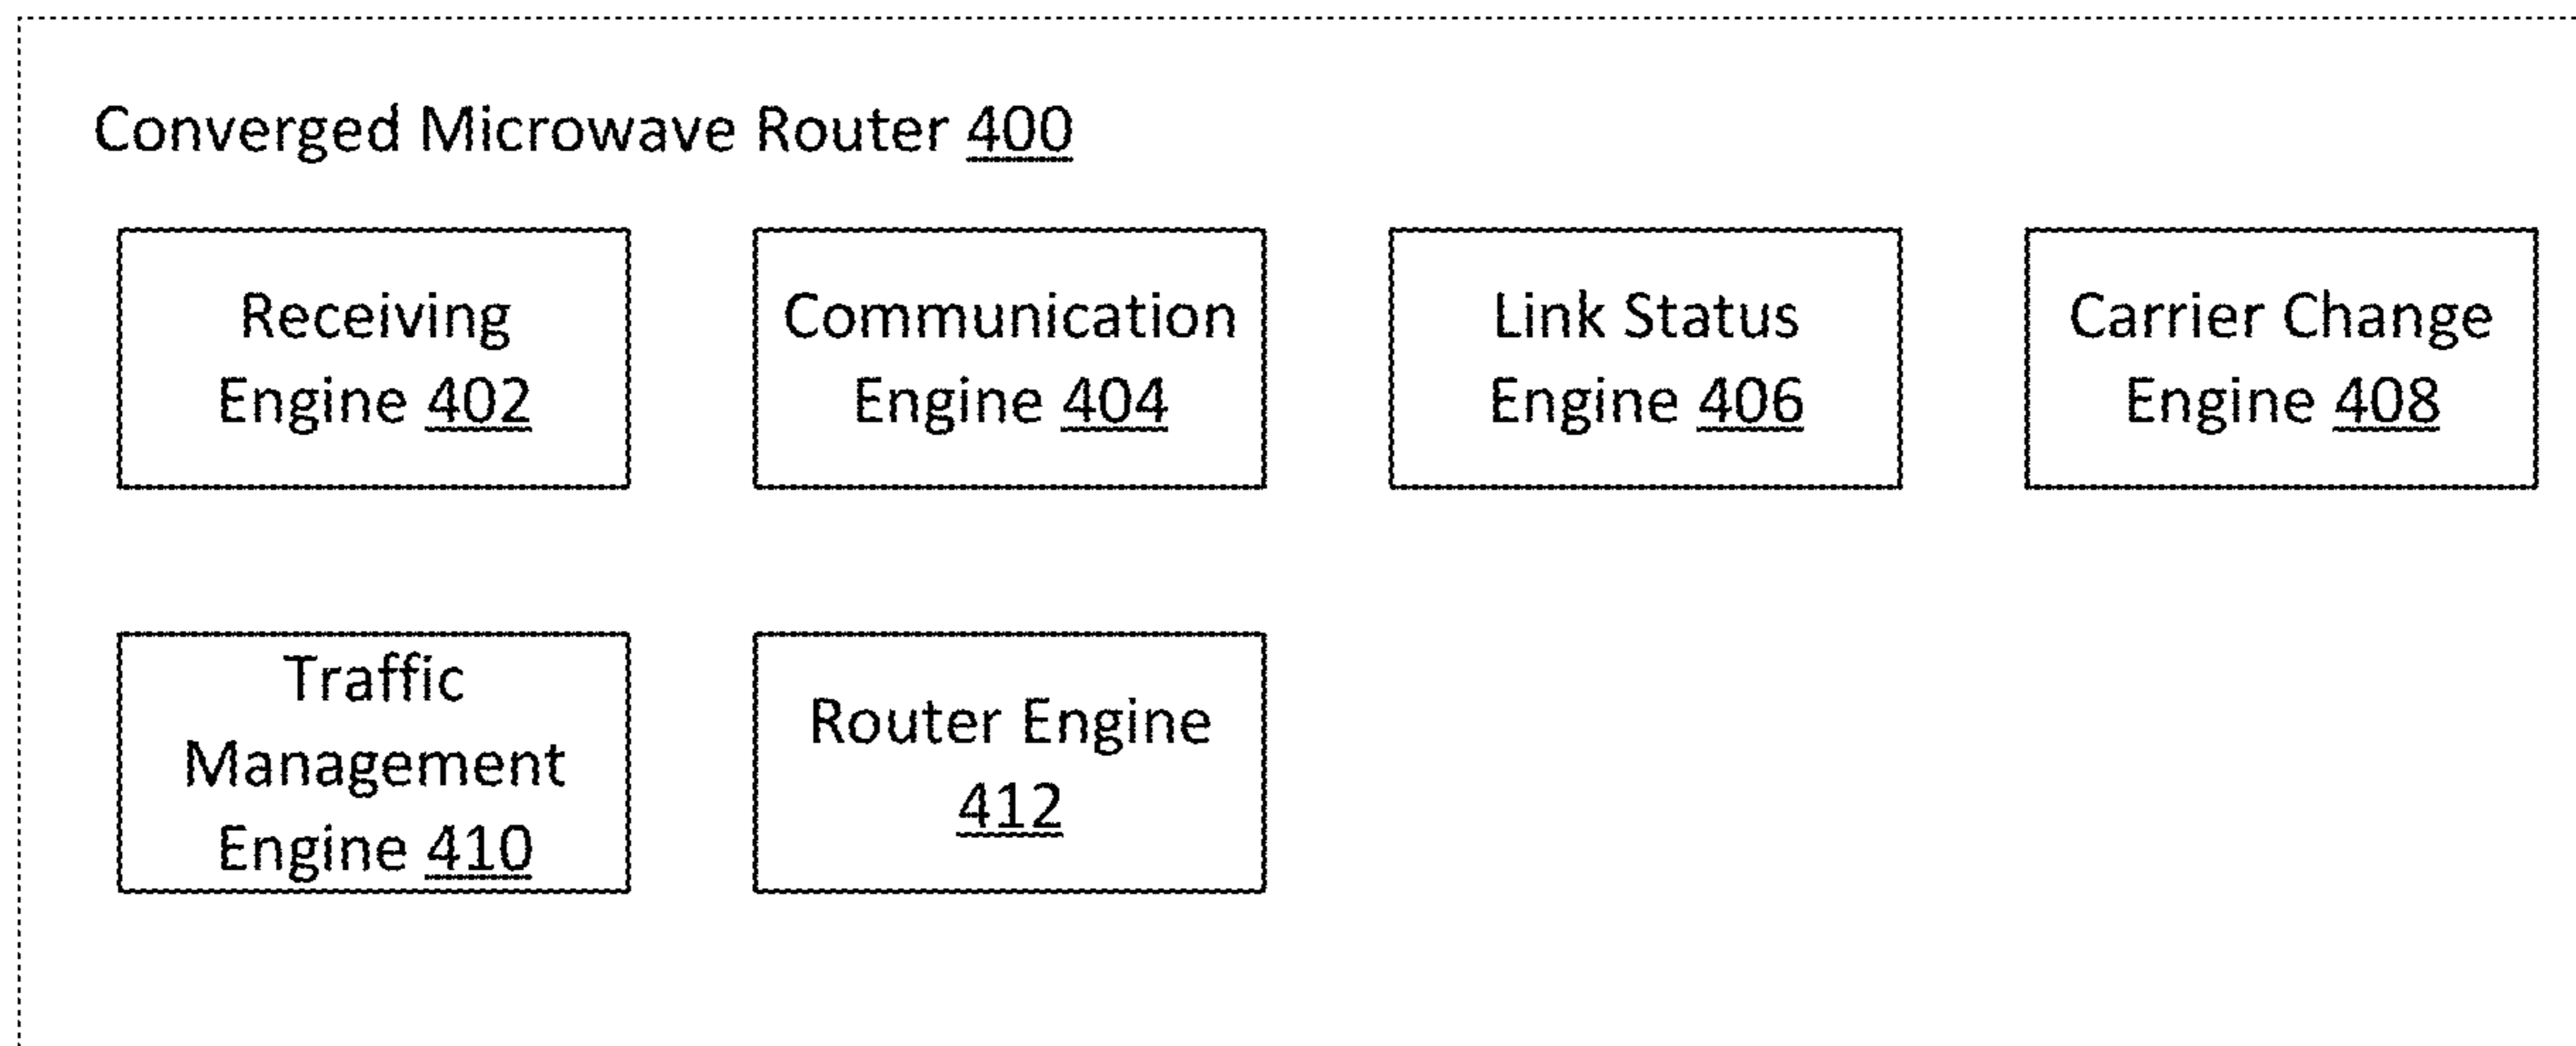 Converged Microwave Router 400
Receiving
Engine 402
Communication
Engine 404
Link Status
Engine 406
Carrier Change
Engine 408
Traffic
Management
Engine 410
Router Engine
412